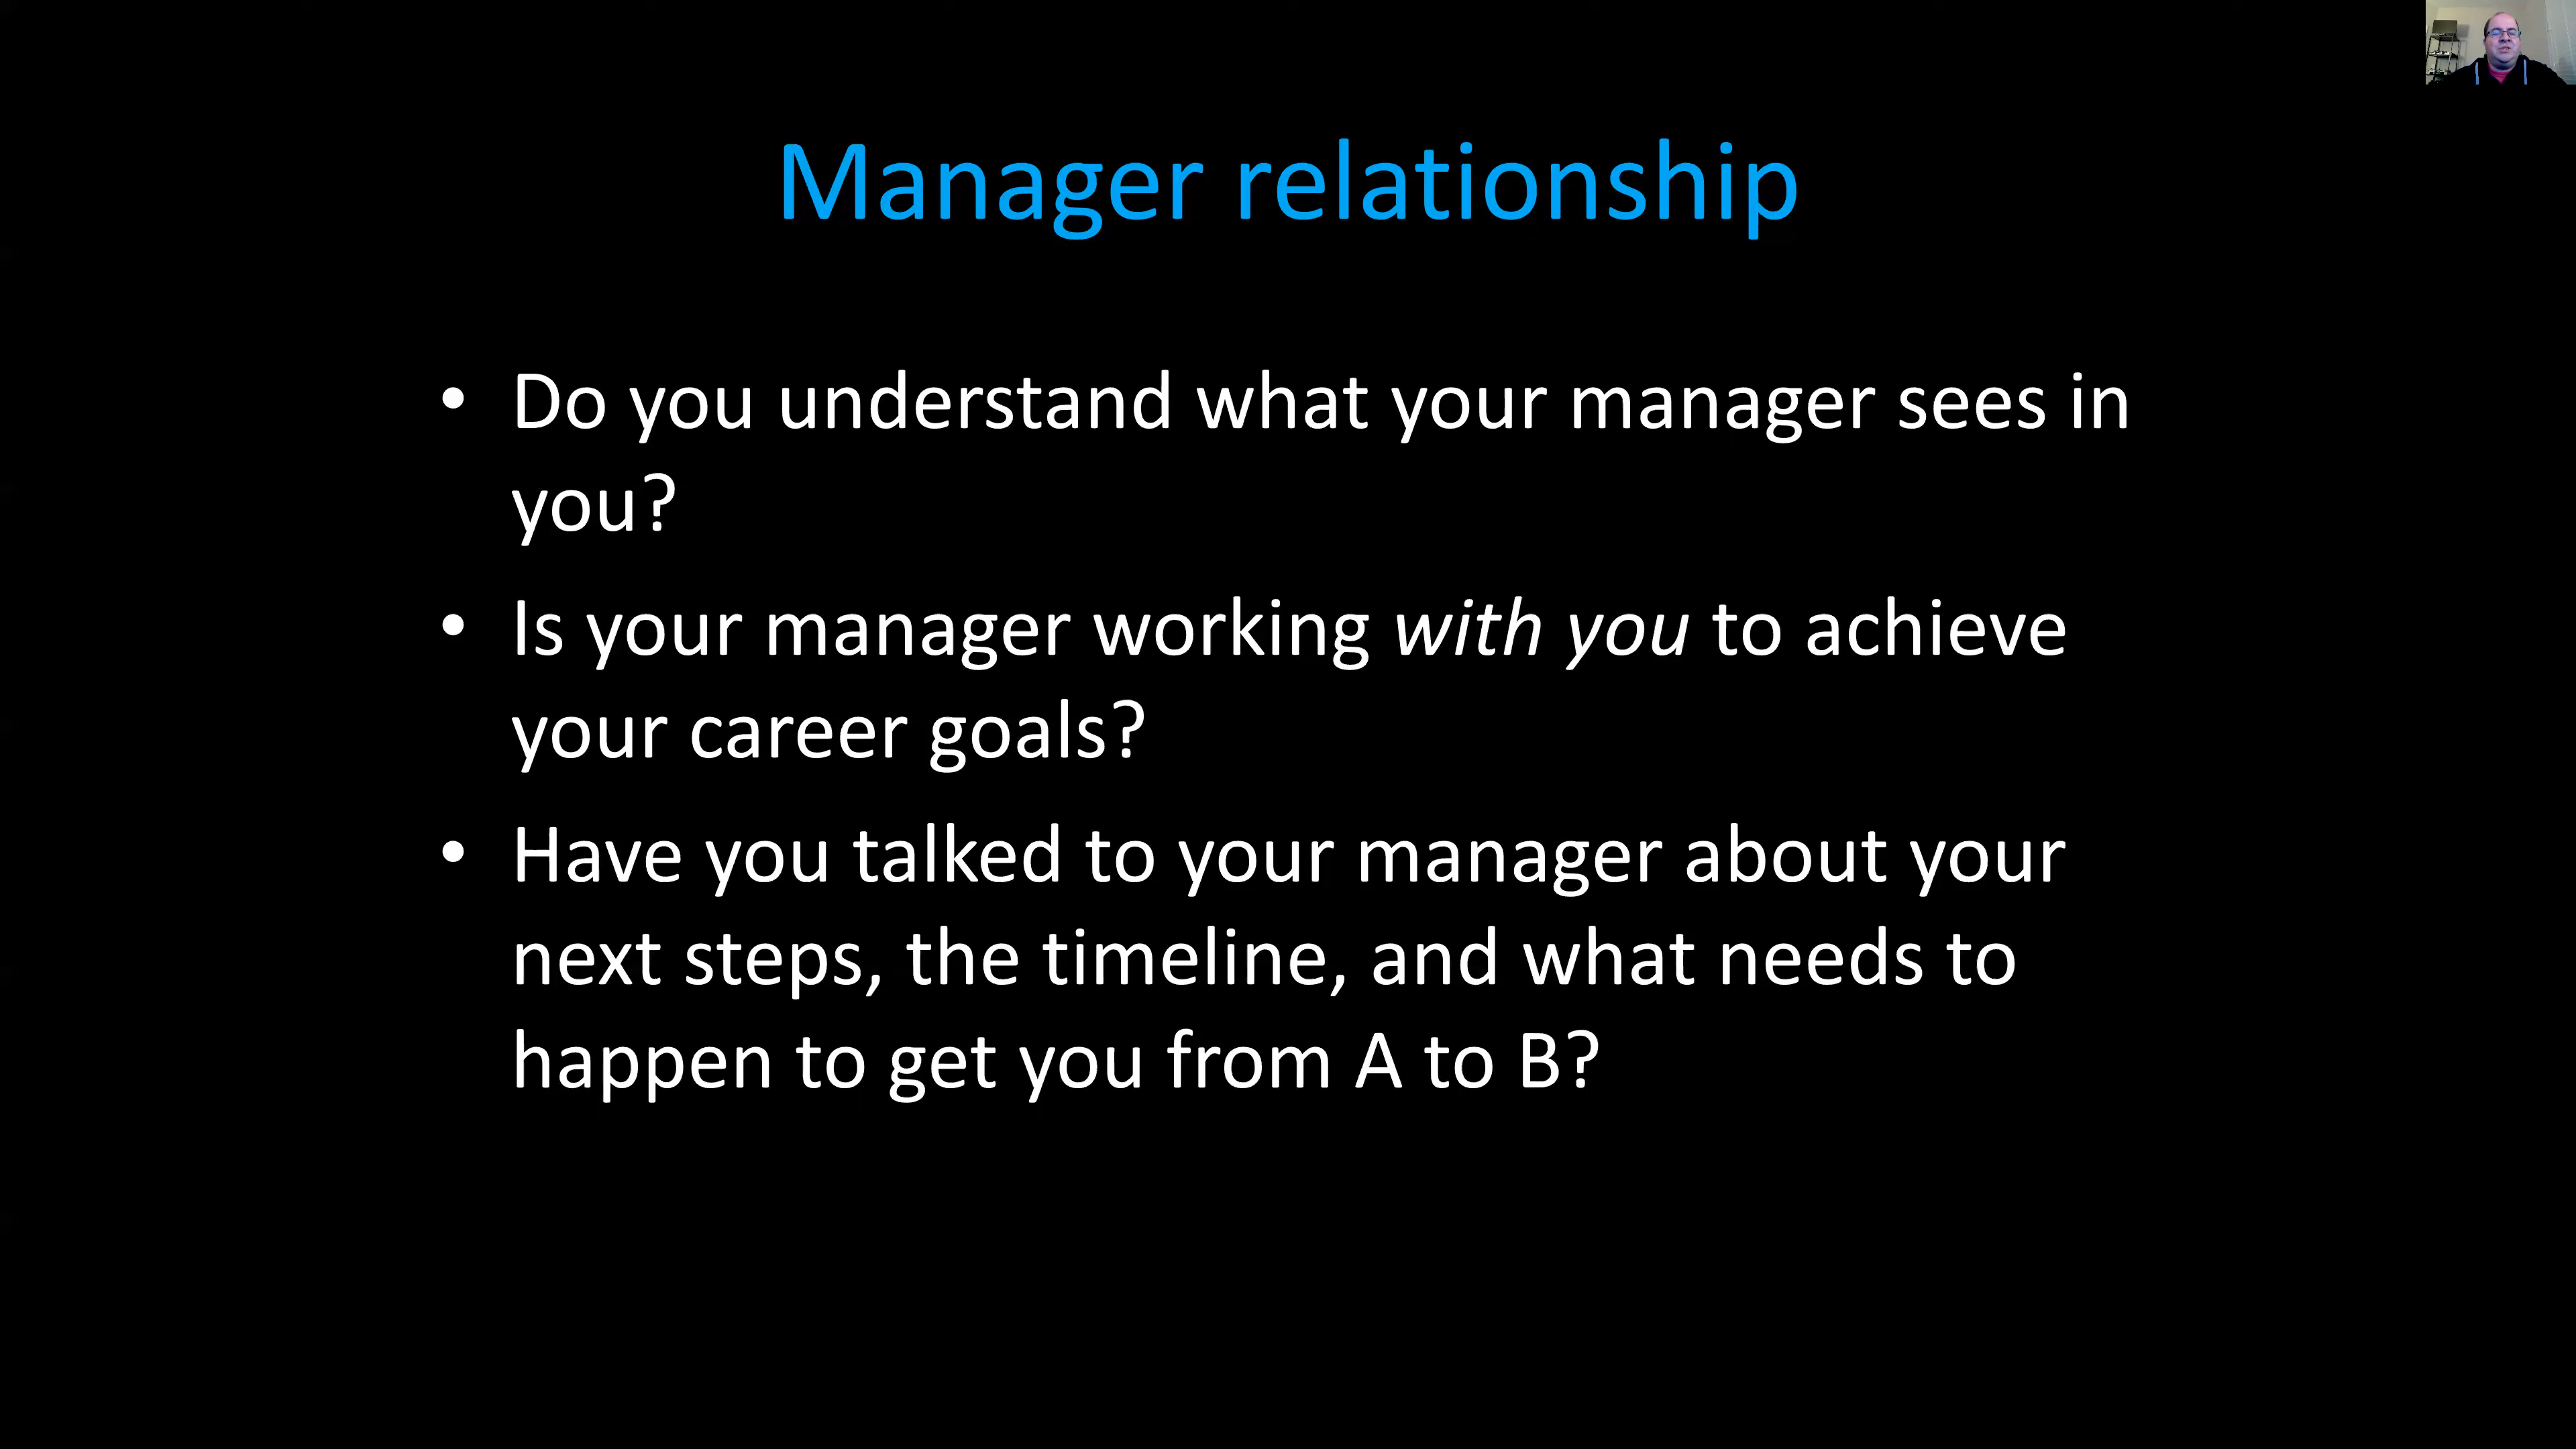 Manager relationship
• Do you understand what your manager sees in
you?
• Is your manager working with you to achieve
your career goals?
• Have you talked to your manager about your
next steps, the timeline, and what needs to
happen to get you from A to B?